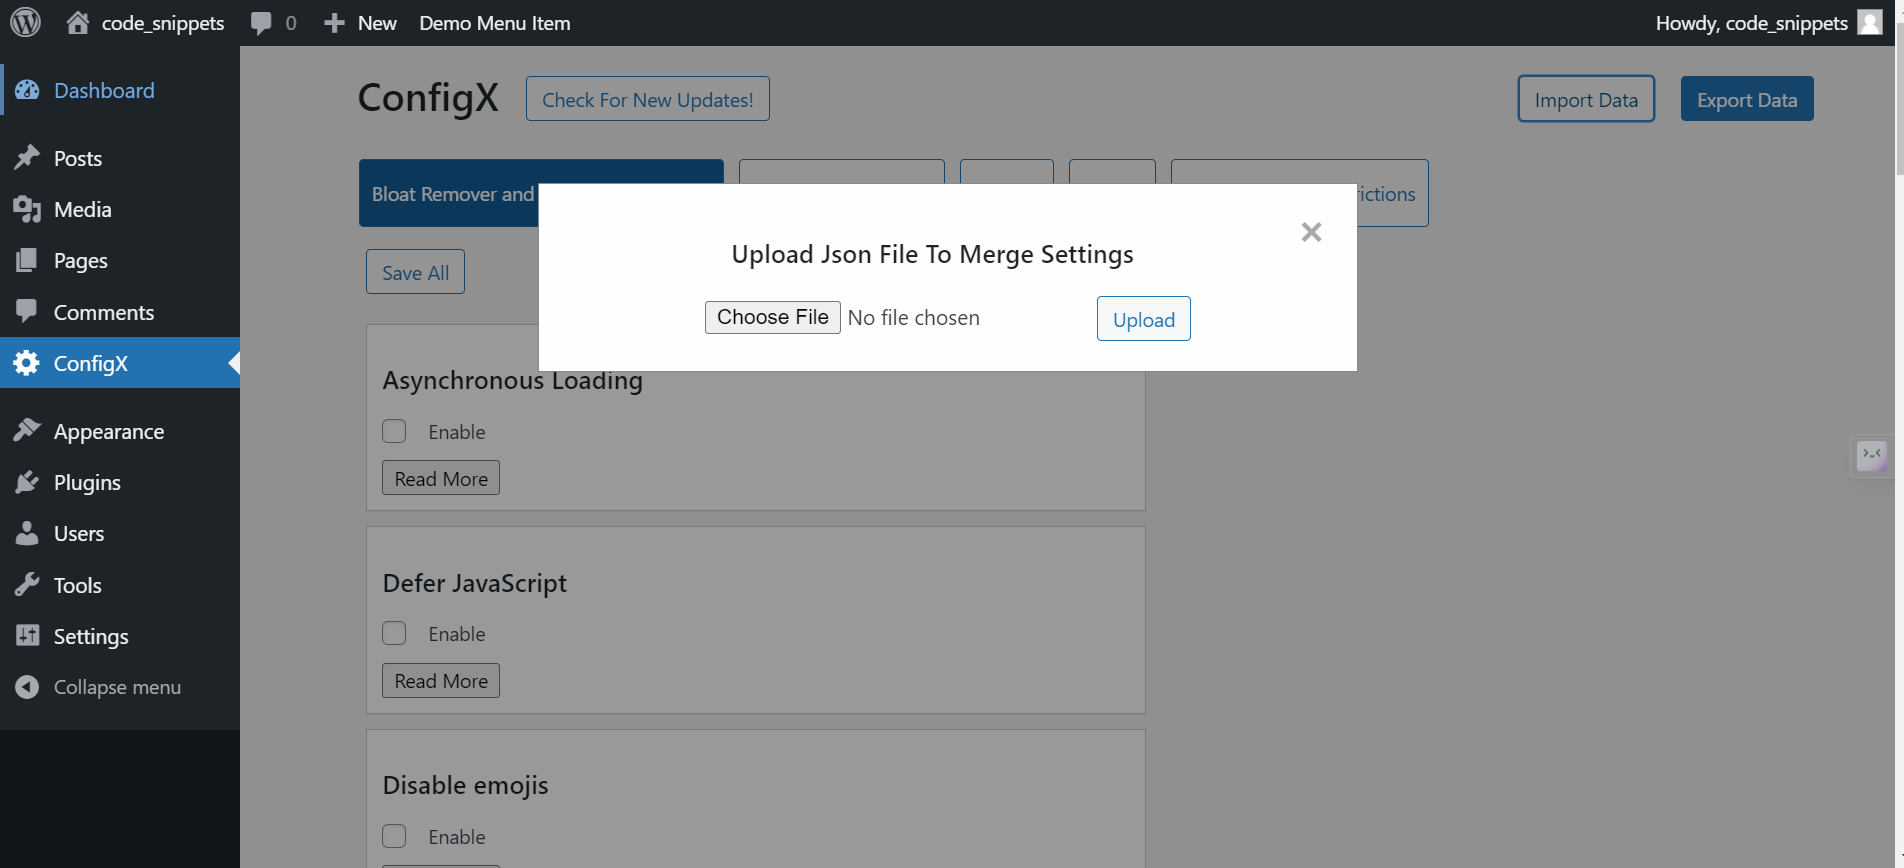 code_snippets 0 New Demo Menu Item Howdy, code_snippets
Dashboard
Posts
Media
Pages
Comments
ConfigX
Appearance
Plugins
Users
Tools
Settings
Collapse menu
ConfigX Check For New Updates! Import Data Export Data
Bloat Remover and rictions
Save All
Upload Json File To Merge Settings
Choose File No file chosen Upload
Asynchronous Loading
Enable
Read More
Defer JavaScript
Enable
Read More
Disable emojis
Enable